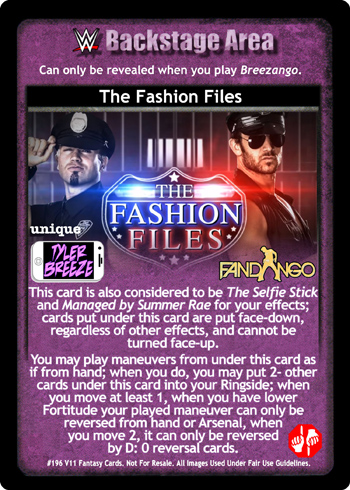 W Backstage Area
Can only be revealed when you play Breezango.
The Fashion Files
THE
FASHION
FILES
unique
TYLER
BREEZE
FANDANGO
This card is also considered to be The Selfie Stick
and Managed by Summer Rae for your effects;
cards put under this card are put face-down,
regardless of other effects, and cannot be
turned face-up.
You may play maneuvers from under this card as
if from hand; when you do, you may put 2- other
cards under this card into your Ringside; when
you move at least 1, when you have lower
Fortitude your played maneuver can only be
reversed from hand or Arsenal, when
you move 2, it can only be reversed
by D: 0 reversal cards.
#196 V11 Fantasy Cards. Not For Resale. All Images Used Under Fair Use Guidelines.